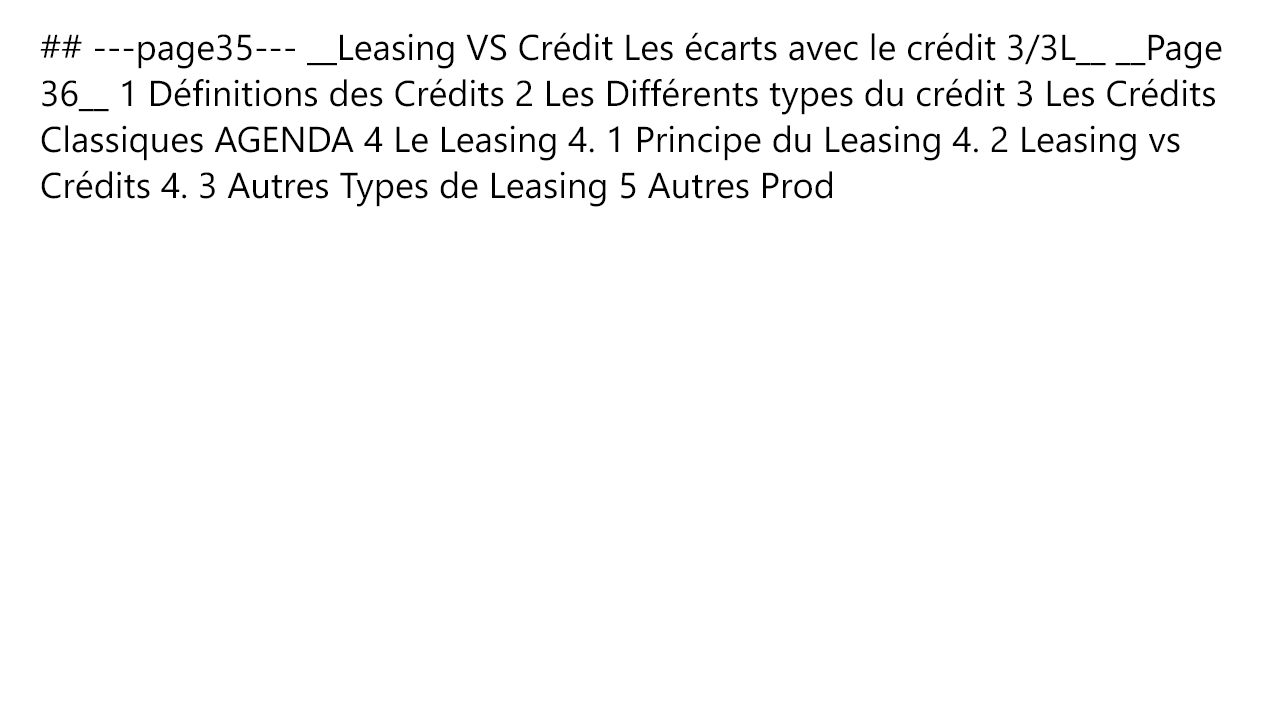 ## ---page35--- __Leasing VS Crédit Les écarts avec le crédit 3/3L__ __Page
36__ 1 Définitions des Crédits 2 Les Différents types du crédit 3 Les Crédits
Classiques AGENDA 4 Le Leasing 4. 1 Principe du Leasing 4. 2 Leasing vs
Crédits 4. 3 Autres Types de Leasing 5 Autres Prod